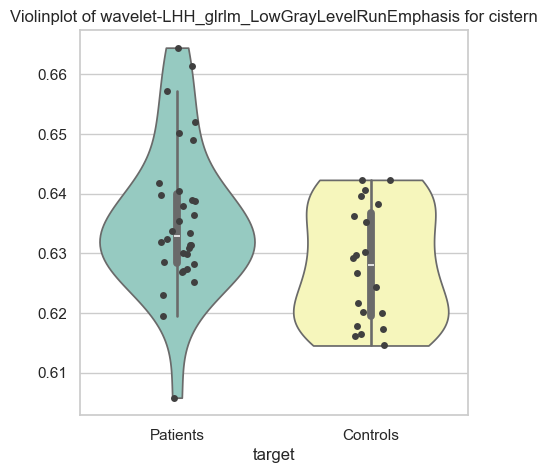 Violinplot of wavelet-LHH_glrlm_LowGrayLevelRunEmphasis for cistern
0.66
0.65
0.64
0.63
0.62
0.61
Patients Controls
target